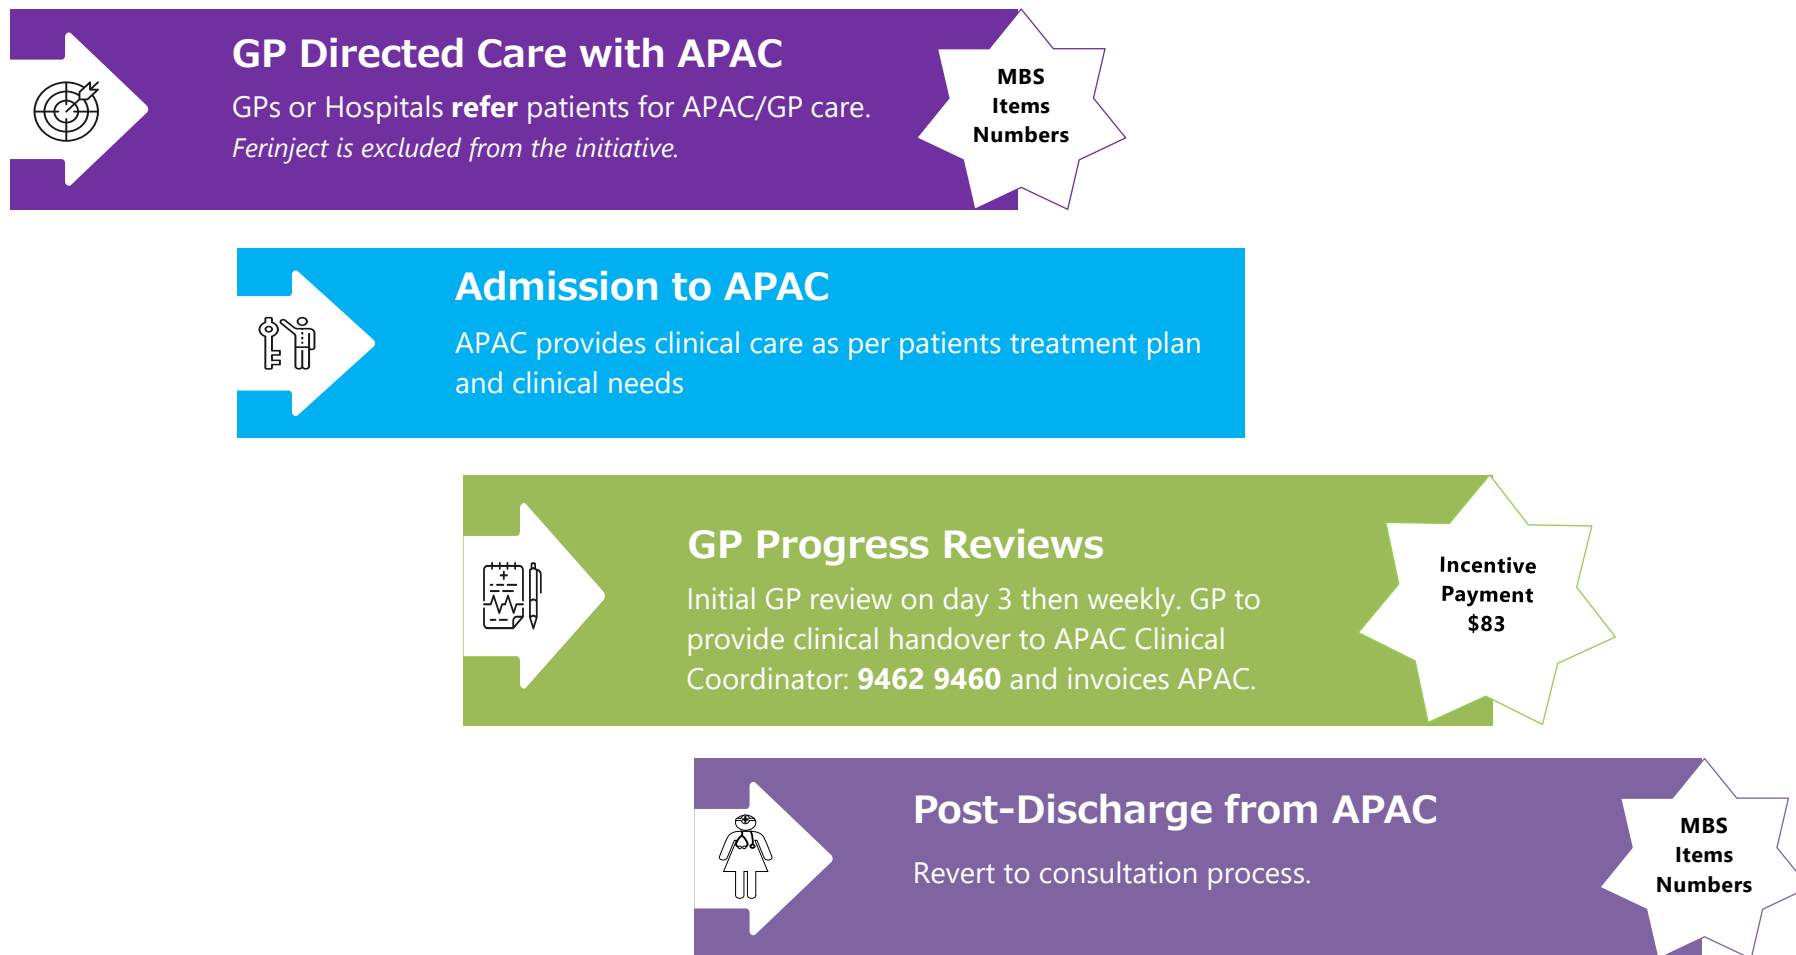 GP Directed Care with APAC
GPs or Hospitals refer patients for APAC/GP care.
Ferinject is excluded from the initiative.
MBS
Items
Numbers
Admission to APAC
APAC provides clinical care as per patients treatment plan
and clinical needs
GP Progress Reviews
Initial GP review on day 3 then weekly. GP to
provide clinical handover to APAC Clinical
Coordinator: 9462 9460 and invoices APAC.
Incentive
Payment
$83
Post-Discharge from APAC
Revert to consultation process.
MBS
Items
Numbers